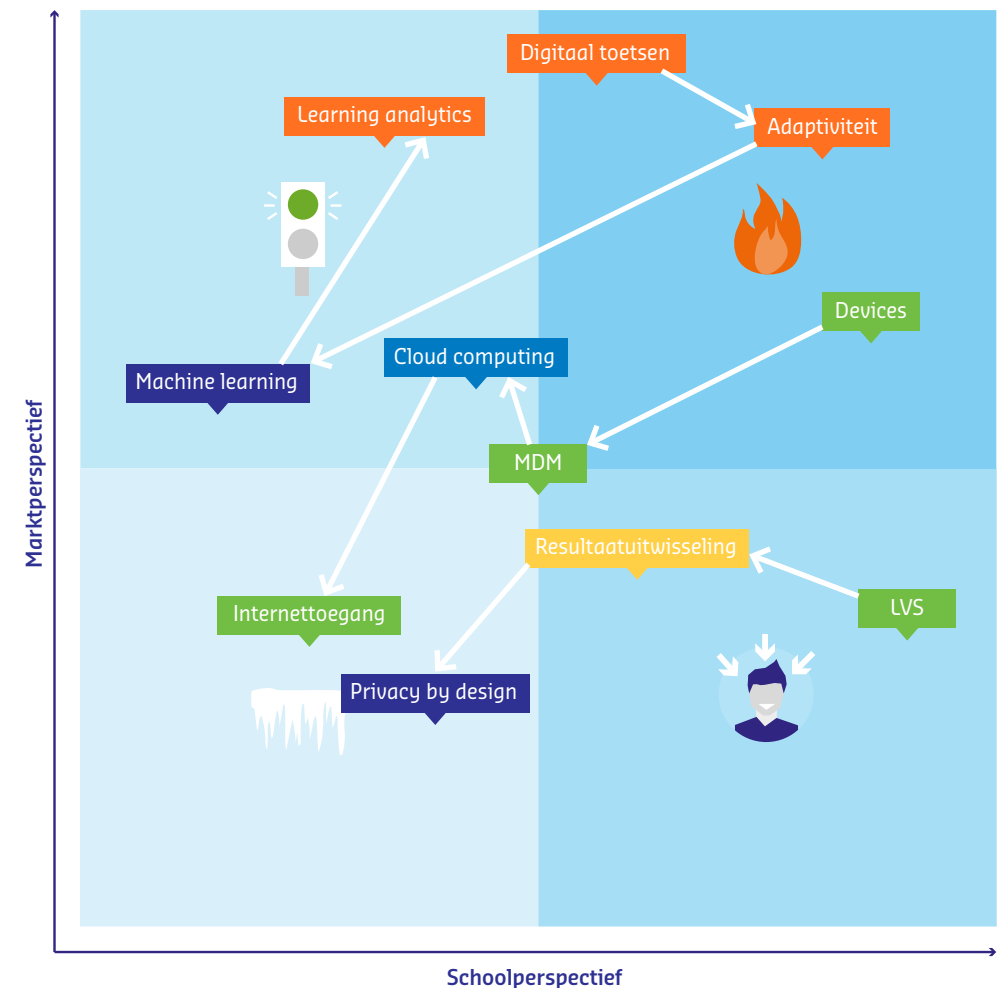 Digitaal toetsen
Learning analytics
Adaptiviteit
Devices
Cloud computing
Machine learning
MDM
Resultaatuitwisseling
Internettoegang
LVS
Privacy by design
Marktperspectief
Schoolperspectief